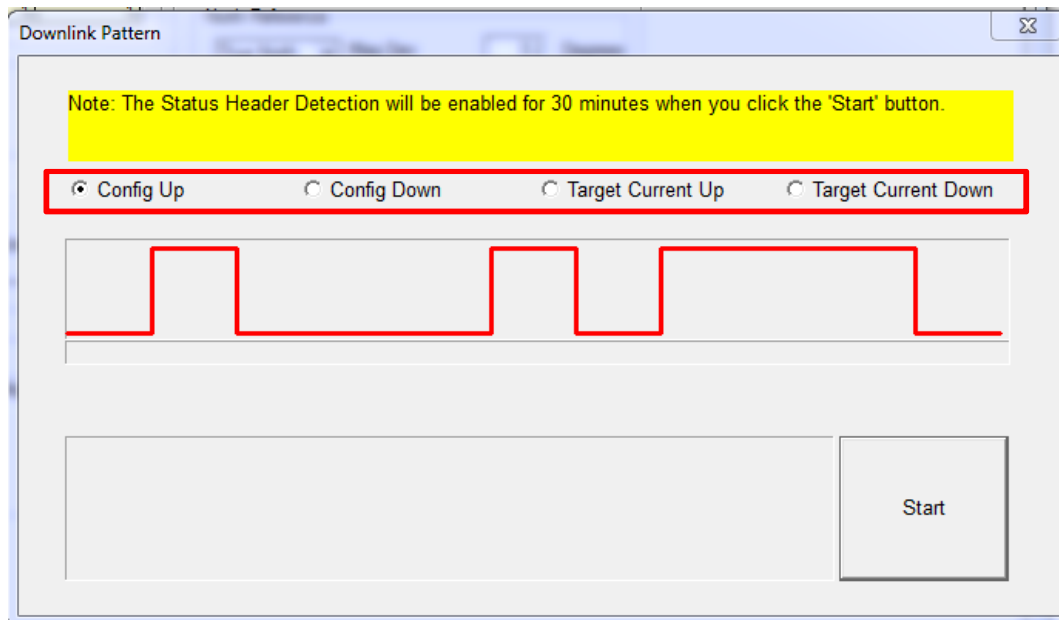 Downlink Pattern
Note: The Status Header Detection will be enabled for 30 minutes when you click the 'Start' button.
Config Up Config Down Target Current Up Target Current Down
Start